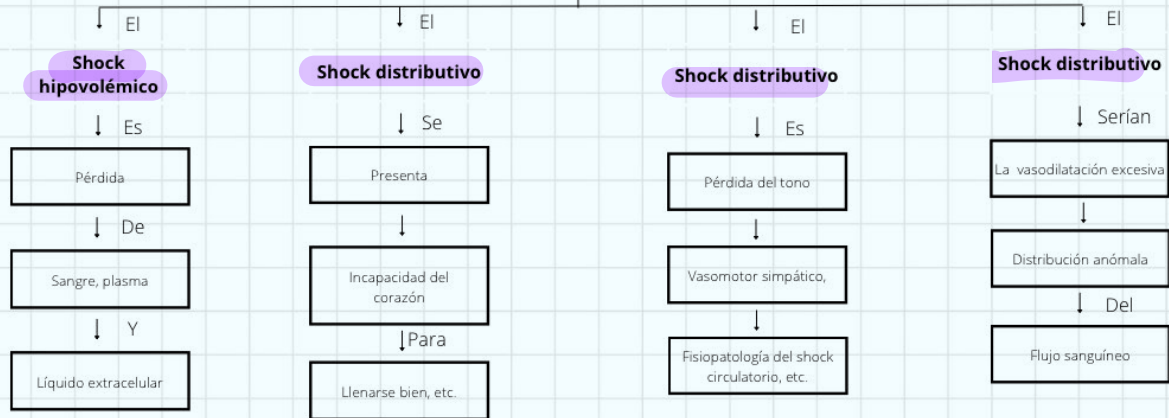 El
Shock
hipovolémico
Es
Pérdida
De
Sangre, plasma
Y
Líquido extracelular
El
Shock distributivo
Se
Presenta
Incapacidad del
corazón
Para
Llenarse bien, etc.
El
Shock distributivo
Es
Pérdida del tono
Vasomotor simpático,
Fisiopatología del shock
circulatorio, etc.
El
Shock distributivo
Serían
La vasodilatación excesiva
Distribución anómala
Del
Flujo sanguíneo